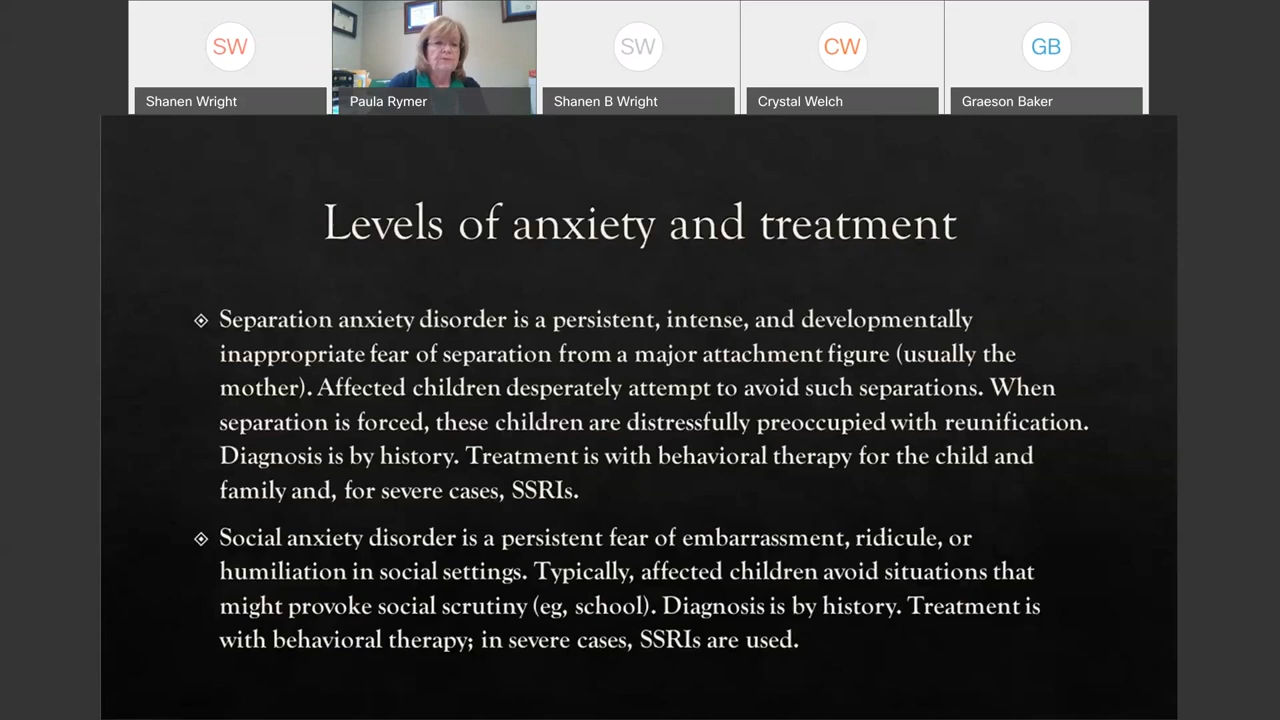 SW
SW
CW
GB
Shanen Wright
Paula Rymer
Shanen B Wright
Crystal Welch
Graeson Baker
Levels of anxiety and treatment
Separation anxiety disorder is a persistent, intense, and developmentally
inappropriate fear of separation from a major attachment figure (usually the
mother). Affected children desperately attempt to avoid such separations. When
separation is forced, these children are distressfully preoccupied with reunification.
Diagnosis is by history. Treatment is with behavioral therapy for the child and
family and, for severe cases, SSRIs.
Social anxiety disorder is a persistent fear of embarrassment, ridicule, or
humiliation in social settings. Typically, affected children avoid situations that
might provoke social scrutiny (eg, school). Diagnosis is by history. Treatment is
with behavioral therapy; in severe cases, SSRIs are used.